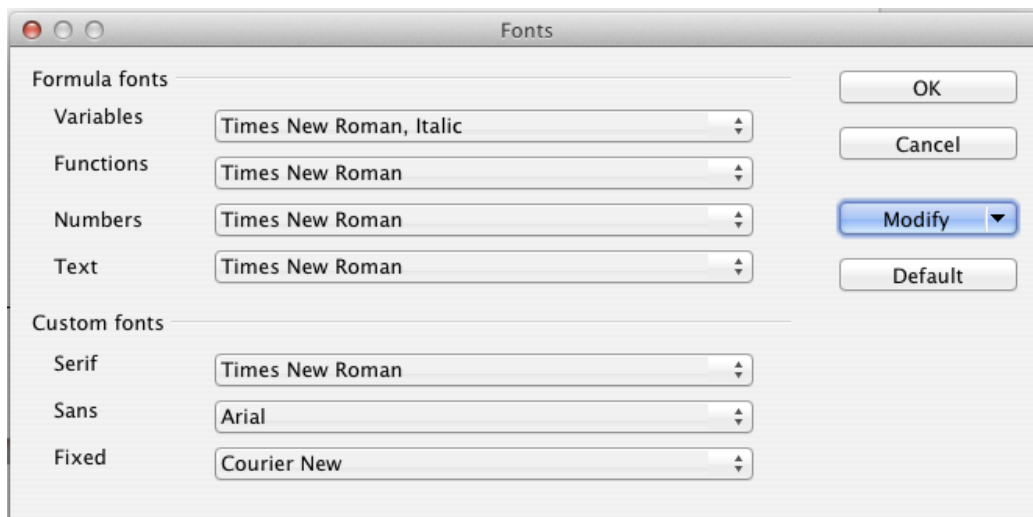 Fonts
Formula fonts
OK
Variables
Times New Roman, Italic
Cancel
Functions
Times New Roman
Numbers
Times New Roman
Modify
Text
Times New Roman
Default
Custom fonts
Serif
Times New Roman
Sans
Arial
Fixed
Courier New